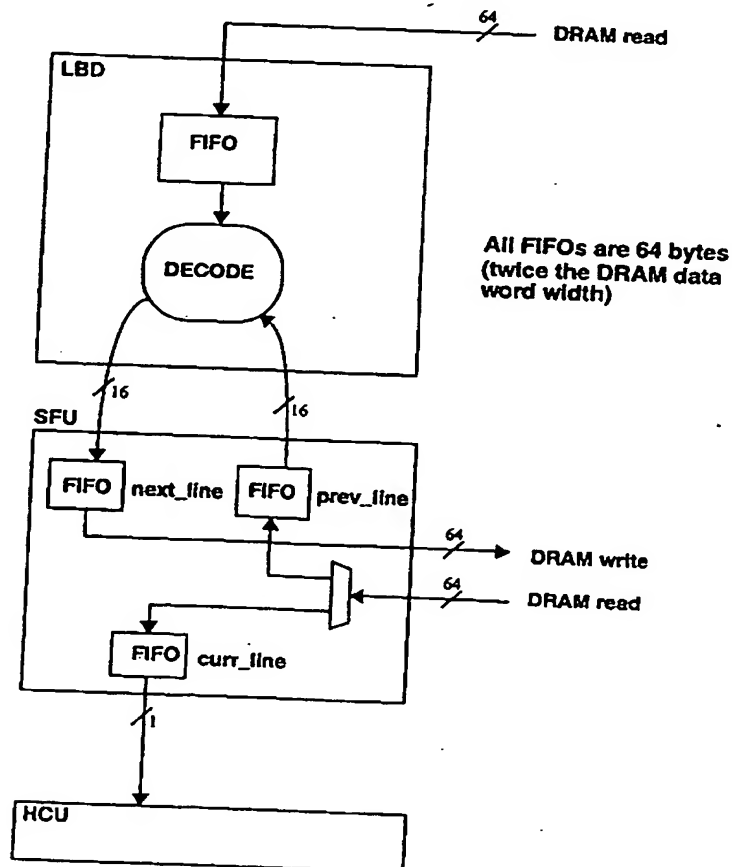 64
DRAM read
LBD
FIFO
DECODE
All FIFOs are 64 bytes
(twice the DRAM data
word width)
16
16
SFU
FIFO next_line
FIFO prev_line
64
DRAM write
64
DRAM read
FIFO curr_line
1
HCU